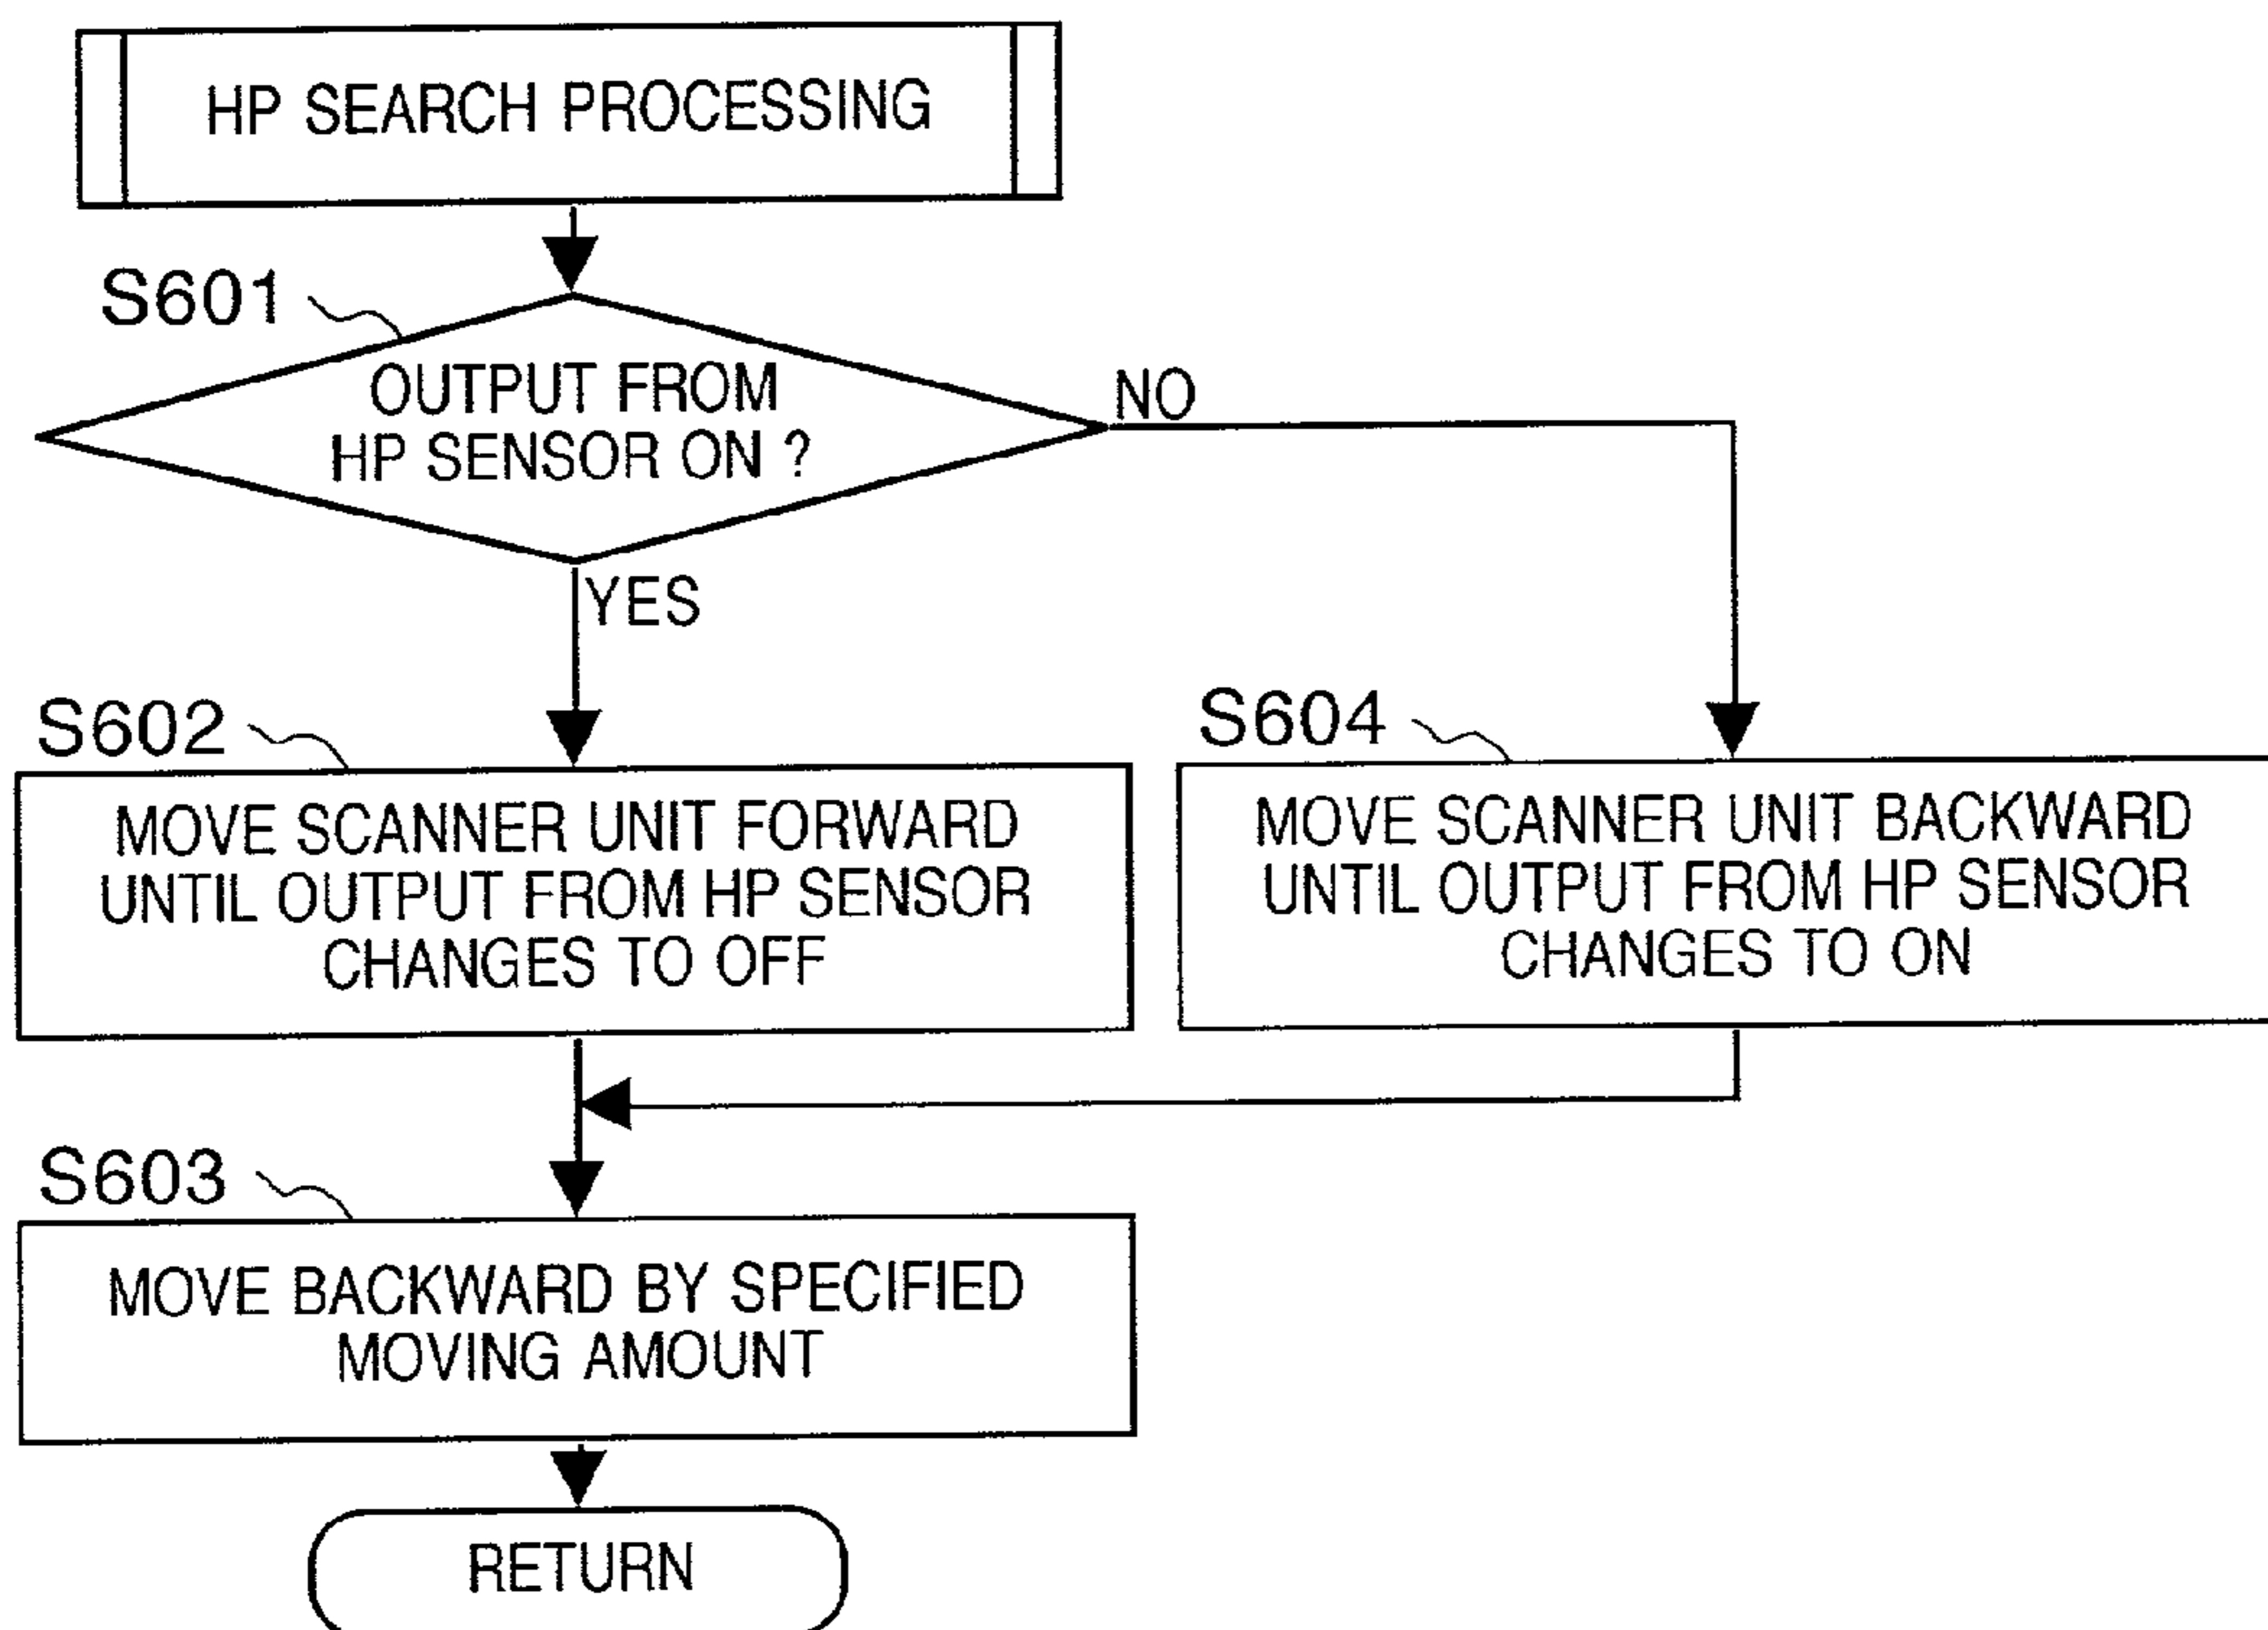 HP SEARCH PROCESSING
S601
OUTPUT FROM
HP SENSOR ON ?
NO
YES
S602
MOVE SCANNER UNIT FORWARD
UNTIL OUTPUT FROM HP SENSOR
CHANGES TO OFF
S604
MOVE SCANNER UNIT BACKWARD
UNTIL OUTPUT FROM HP SENSOR
CHANGES TO ON
S603
MOVE BACKWARD BY SPECIFIED
MOVING AMOUNT
RETURN